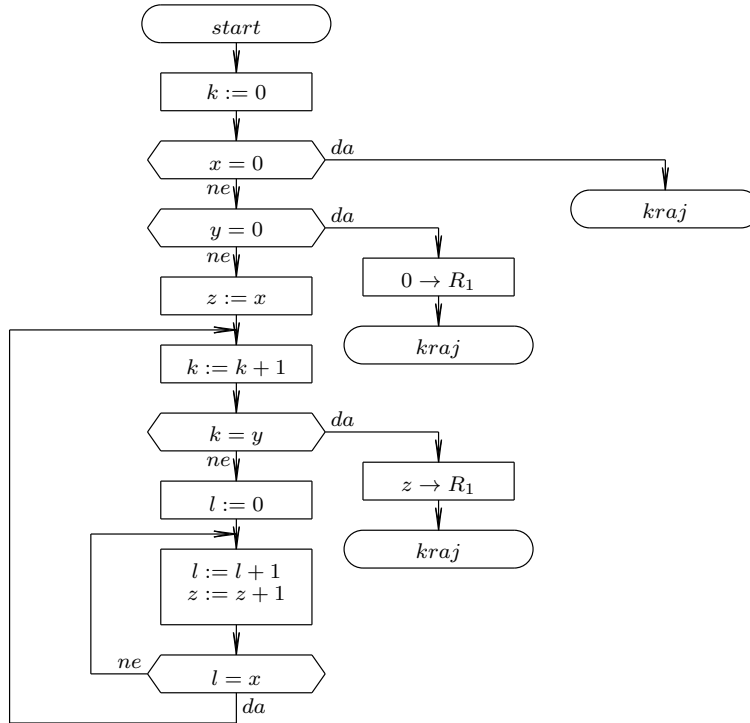 start
k := 0
x = 0
da
ne
kraj
y = 0
da
ne
0 → R₁
z := x
kraj
k := k + 1
k = y
da
ne
z → R₁
l := 0
kraj
l := l + 1
z := z + 1
ne
l = x
da